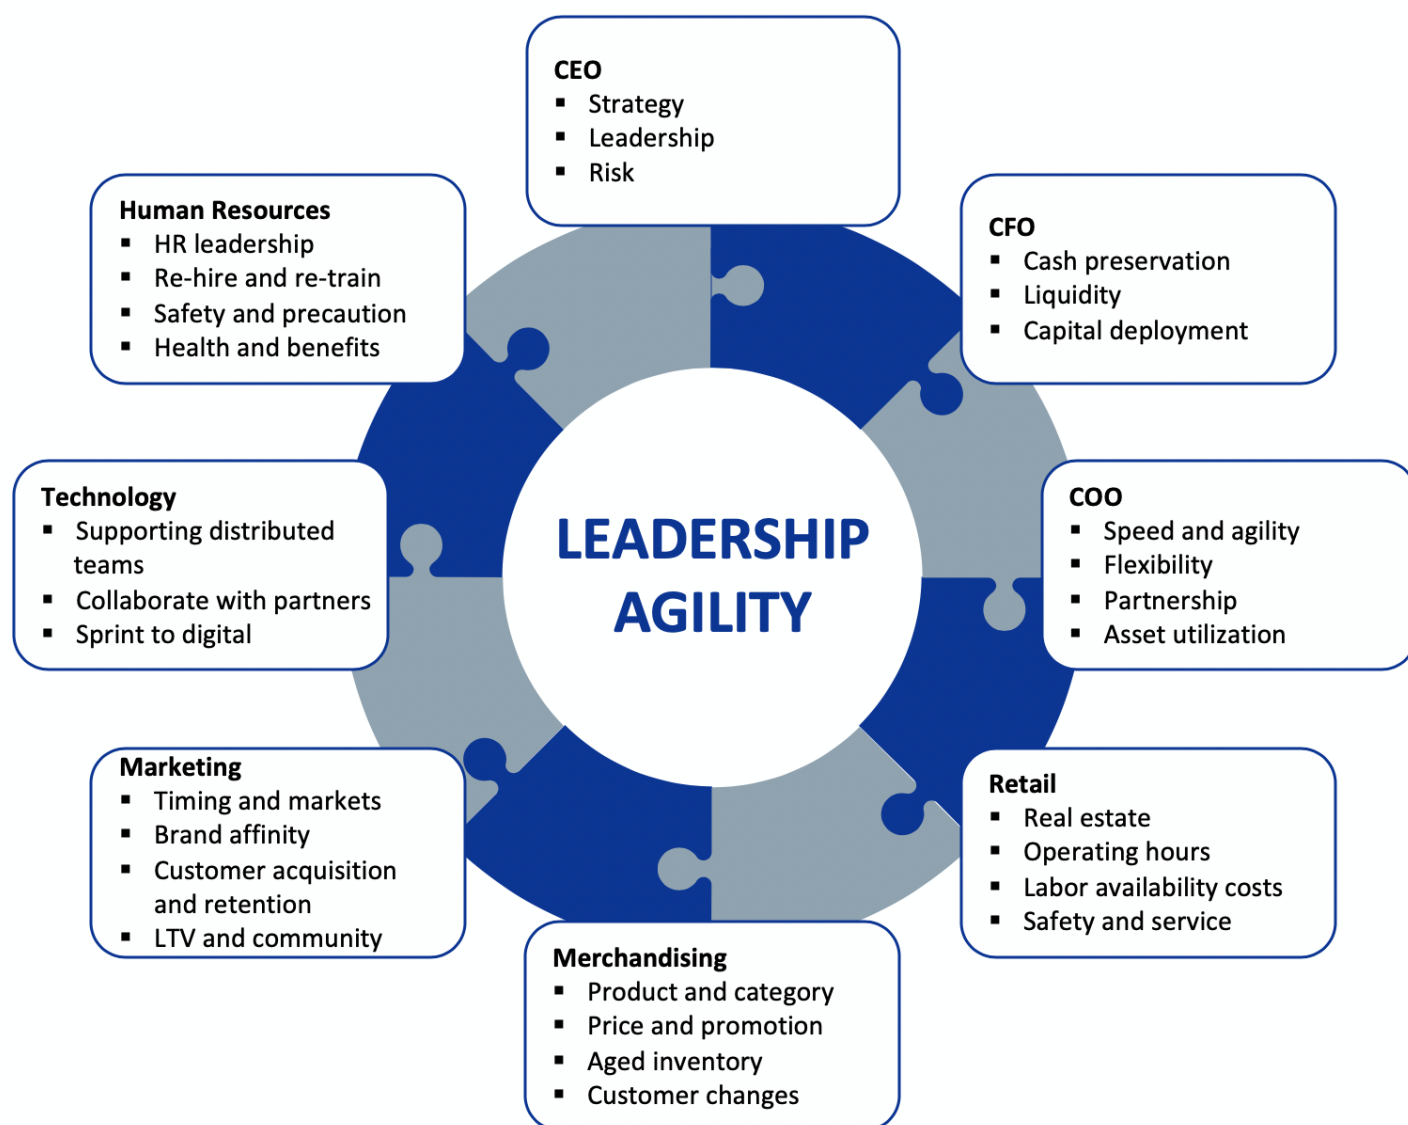 CEO
▪ Strategy
▪ Leadership
▪ Risk
Human Resources
▪ HR leadership
▪ Re-hire and re-train
▪ Safety and precaution
▪ Health and benefits
CFO
▪ Cash preservation
▪ Liquidity
▪ Capital deployment
Technology
▪ Supporting distributed
teams
▪ Collaborate with partners
▪ Sprint to digital
LEADERSHIP
AGILITY
COO
▪ Speed and agility
▪ Flexibility
▪ Partnership
▪ Asset utilization
Marketing
▪ Timing and markets
▪ Brand affinity
▪ Customer acquisition
and retention
▪ LTV and community
Retail
▪ Real estate
▪ Operating hours
▪ Labor availability costs
▪ Safety and service
Merchandising
▪ Product and category
▪ Price and promotion
▪ Aged inventory
▪ Customer changes